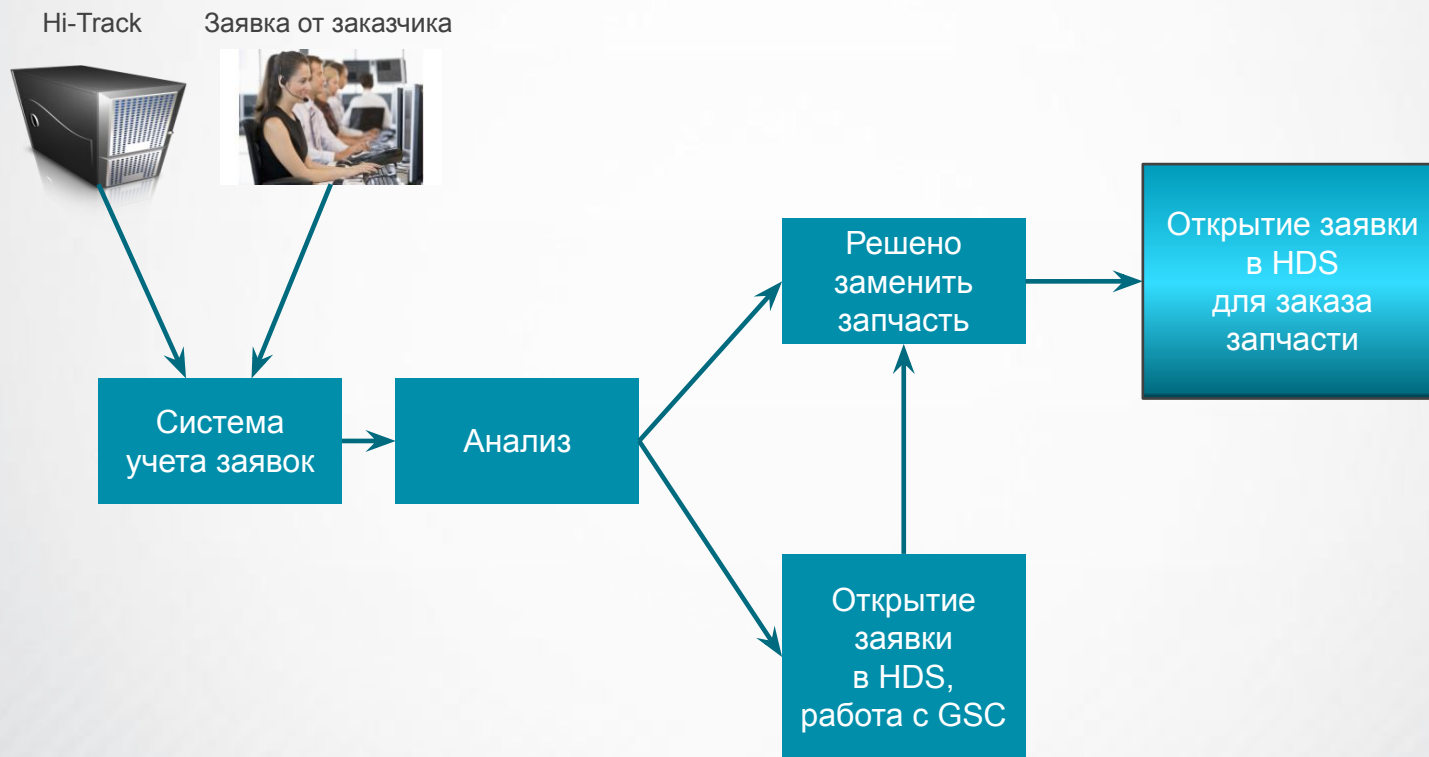 Hi-Track
Заявка от заказчика
Система
учета заявок
Анализ
Решено
заменить
запчасть
Открытие заявки
в HDS
для заказа
запчасти
Открытие
заявки
в HDS,
работа с GSC